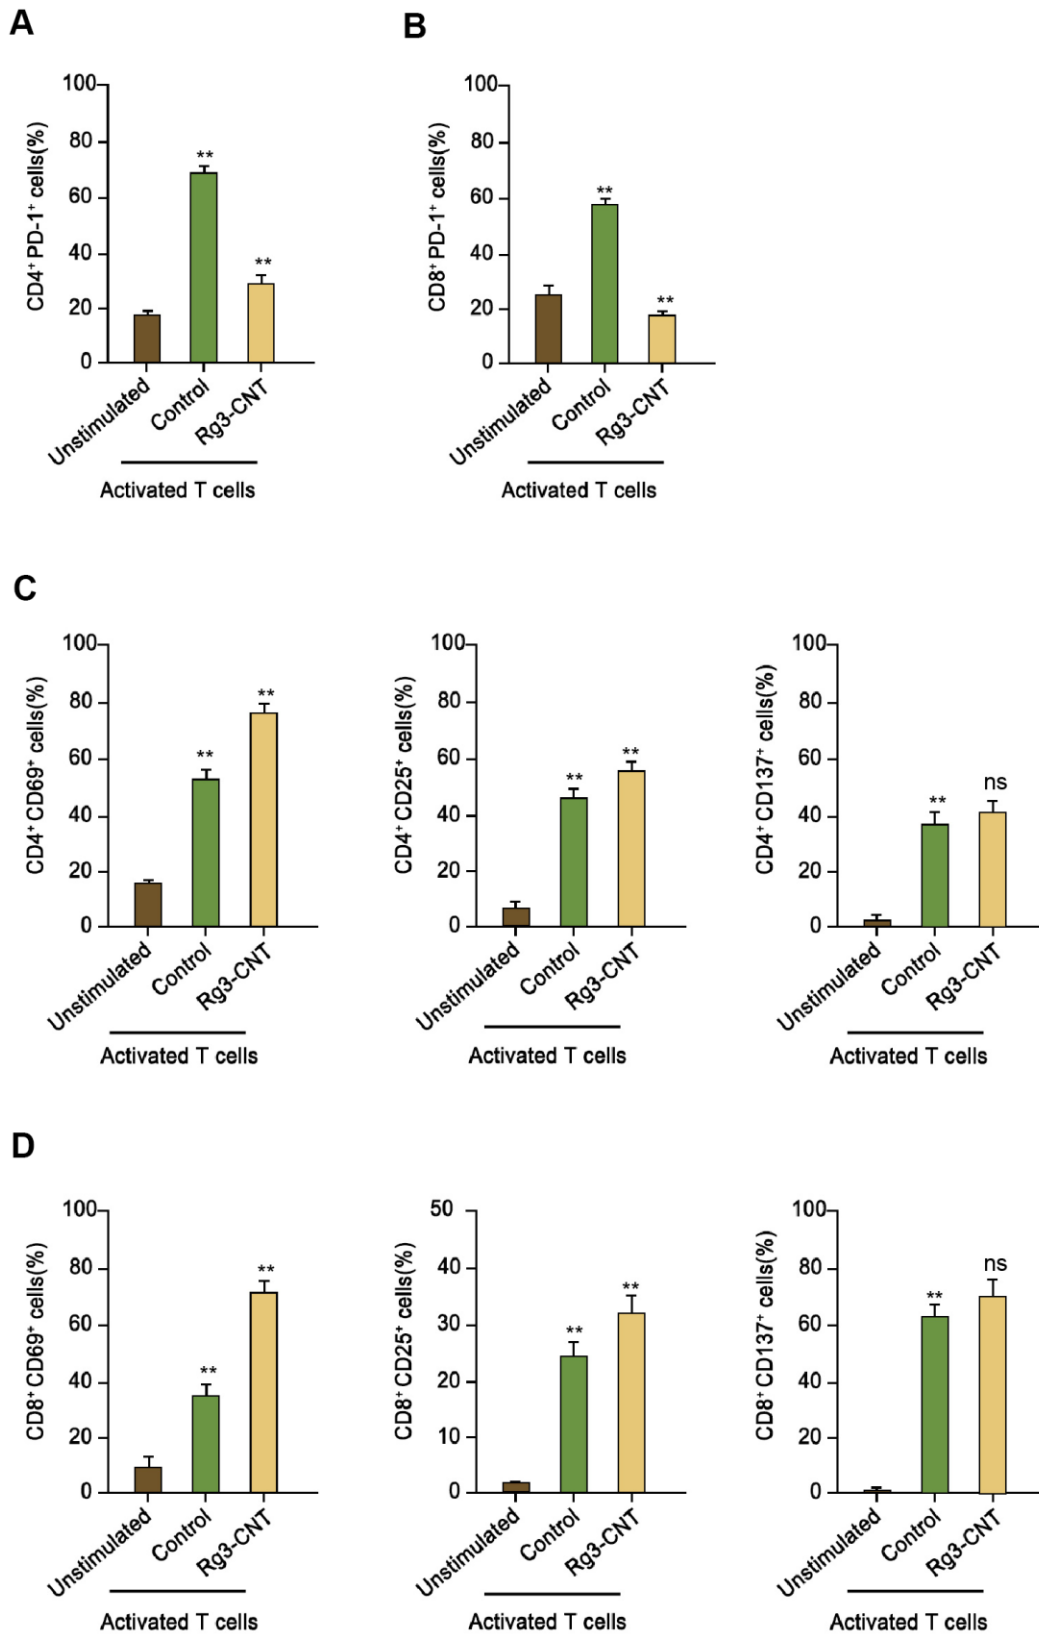 A
CD4⁺ PD-1⁺ cells(%)
100
80
60
40
20
0
**
**
Unstimulated
Control
Rg3-CNT
Activated T cells
B
CD8⁺ PD-1⁺ cells(%)
100
80
60
40
20
0
**
**
Unstimulated
Control
Rg3-CNT
Activated T cells
C
CD4⁺ CD69⁺ cells(%)
100
80
60
40
20
0
**
**
Unstimulated
Control
Rg3-CNT
Activated T cells
CD4⁺ CD25⁺ cells(%)
100
80
60
40
20
0
**
**
Unstimulated
Control
Rg3-CNT
Activated T cells
CD4⁺ CD137⁺ cells(%)
100
80
60
40
20
0
**
ns
Unstimulated
Control
Rg3-CNT
Activated T cells
D
CD8⁺ CD69⁺ cells(%)
100
80
60
40
20
0
**
**
Unstimulated
Control
Rg3-CNT
Activated T cells
CD8⁺ CD25⁺ cells(%)
50
40
30
20
10
0
**
**
Unstimulated
Control
Rg3-CNT
Activated T cells
CD8⁺ CD137⁺ cells(%)
100
80
60
40
20
0
**
ns
Unstimulated
Control
Rg3-CNT
Activated T cells